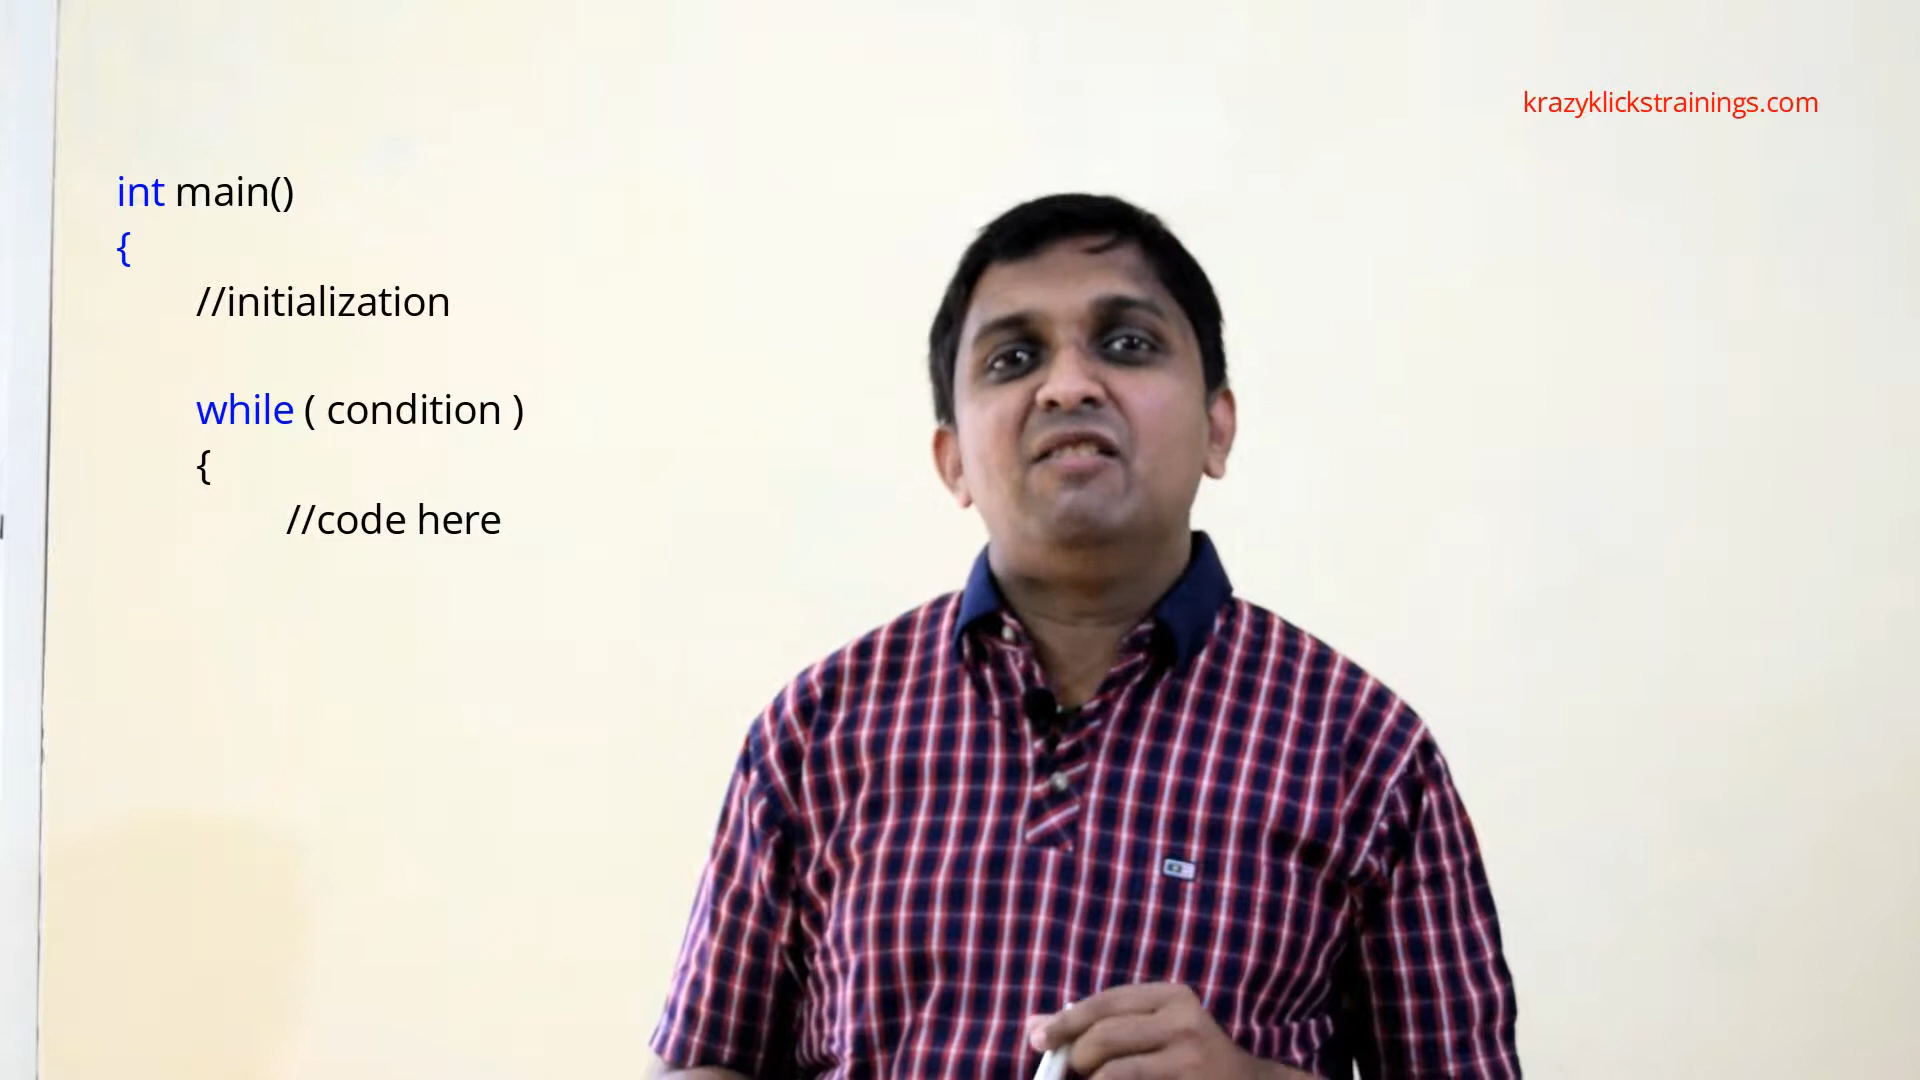 krazyklickstrainings.com
int main()
{
//initialization
while ( condition )
{
//code here